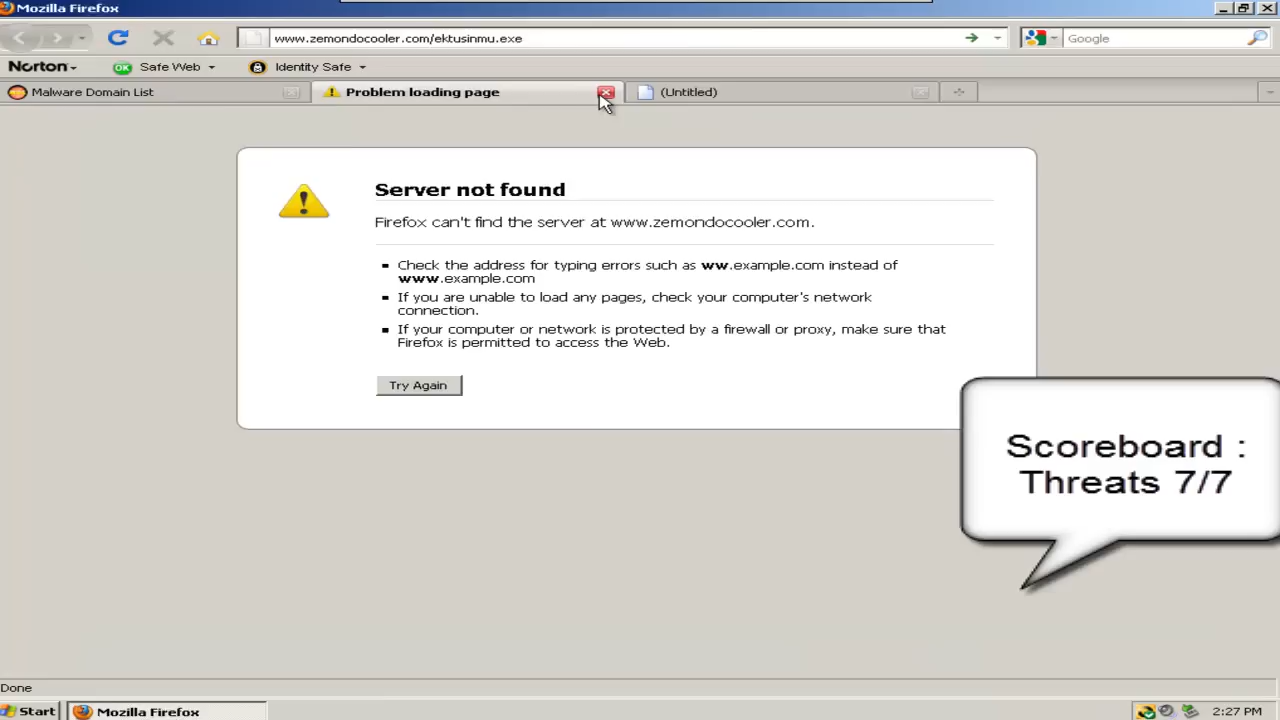 Mozilla Firefox
www.zemondocooler.com/ektusinmu.exe
Google
Norton
OK
Safe Web
Identity Safe
Malware Domain List
Problem loading page
(Untitled)
Server not found
Firefox can't find the server at www.zemondocooler.com.
Check the address for typing errors such as ww.example.com instead of
www.example.com
If you are unable to load any pages, check your computer's network
connection.
If your computer or network is protected by a firewall or proxy, make sure that
Firefox is permitted to access the Web.
Try Again
Scoreboard :
Threats 7/7
Done
Start
Mozilla Firefox
2:27 PM